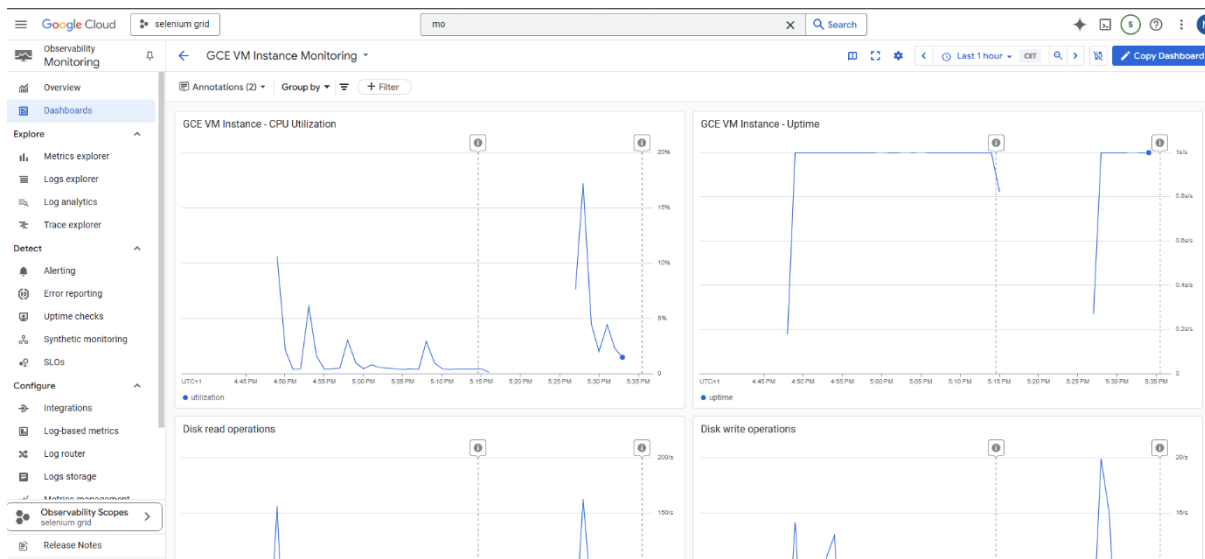 Google Cloud
selenium grid
mo
Search
5
Observability
Monitoring
GCE VM Instance Monitoring
Last 1 hour
CET
Copy Dashboard
Overview
Dashboards
Explore
Metrics explorer
Logs explorer
Log analytics
Trace explorer
Detect
Alerting
Error reporting
Uptime checks
Synthetic monitoring
SLOs
Configure
Integrations
Log-based metrics
Log router
Logs storage
Metrics management
Observability Scopes
selenium grid
Release Notes
Annotations (2)
Group by
+ Filter
GCE VM Instance - CPU Utilization
20%
15%
10%
5%
0
UTC+1 4:45 PM 4:50 PM 4:55 PM 5:00 PM 5:05 PM 5:10 PM 5:15 PM 5:20 PM 5:25 PM 5:30 PM 5:35 PM
utilization
GCE VM Instance - Uptime
1s/s
0.8s/s
0.6s/s
0.4s/s
0.2s/s
0
UTC+1 4:45 PM 4:50 PM 4:55 PM 5:00 PM 5:05 PM 5:10 PM 5:15 PM 5:20 PM 5:25 PM 5:30 PM 5:35 PM
uptime
Disk read operations
200/s
150/s
Disk write operations
20/s
15/s